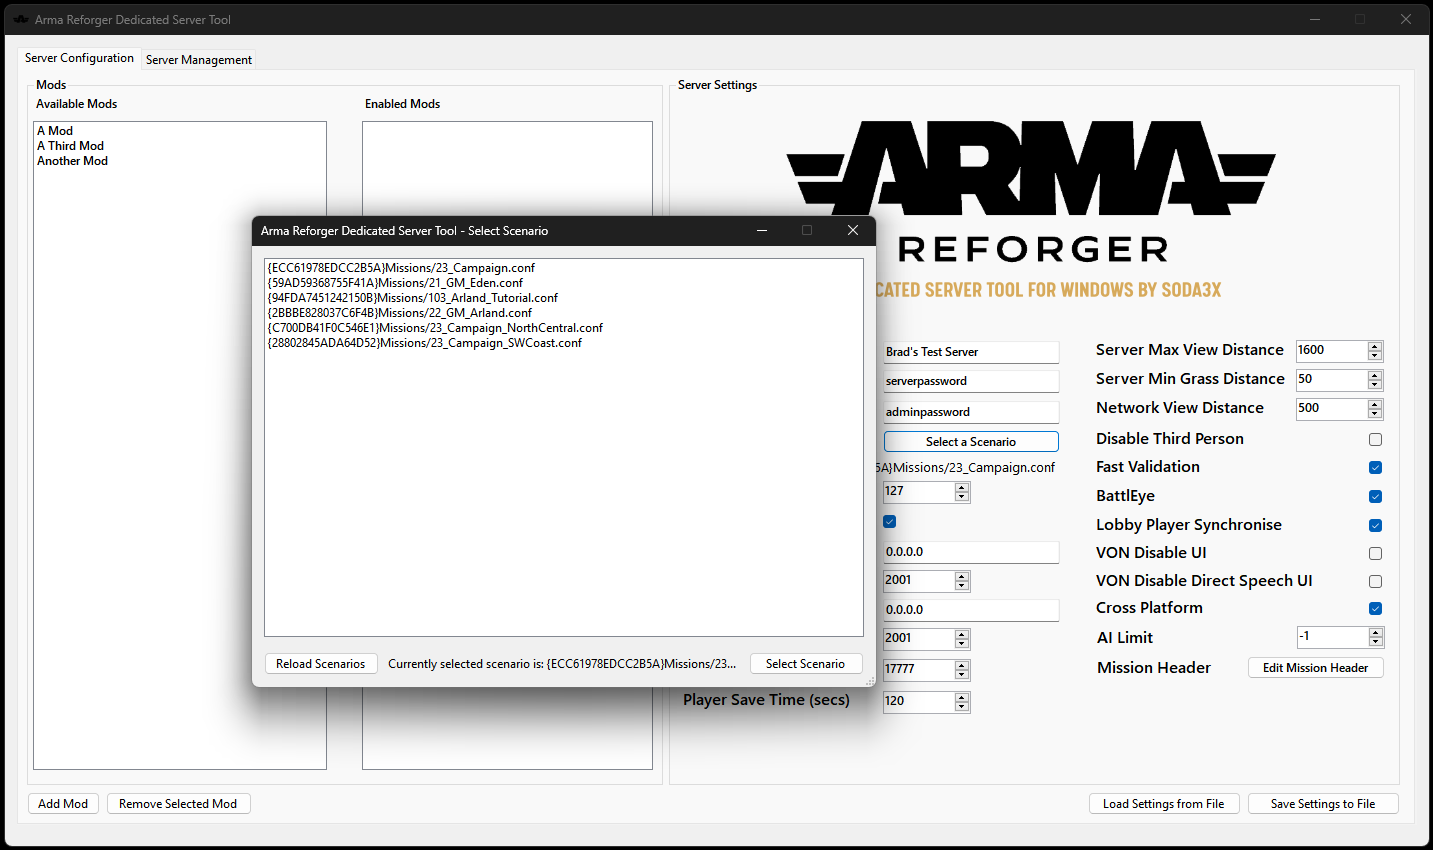 Arma Reforger Dedicated Server Tool
Server Configuration
Server Management
Mods
Available Mods
Enabled Mods
A Mod
A Third Mod
Another Mod
Server Settings
ARMA
REFORGER
CATED SERVER TOOL FOR WINDOWS BY SODA3X
Arma Reforger Dedicated Server Tool - Select Scenario
{ECC61978EDCC2B5A}Missions/23_Campaign.conf
{59AD59368755F41A}Missions/21_GM_Eden.conf
{94FDA7451242150B}Missions/103_Arland_Tutorial.conf
{2BBBE828037C6F4B}Missions/22_GM_Arland.conf
{C700DB41F0C546E1}Missions/23_Campaign_NorthCentral.conf
{28802845ADA64D52}Missions/23_Campaign_SWCoast.conf
Reload Scenarios
Currently selected scenario is: {ECC61978EDCC2B5A}Missions/23...
Select Scenario
Brad's Test Server
serverpassword
adminpassword
Select a Scenario
5A}Missions/23_Campaign.conf
127
0.0.0.0
2001
0.0.0.0
2001
17777
Player Save Time (secs)
120
Server Max View Distance
1600
Server Min Grass Distance
50
Network View Distance
500
Disable Third Person
Fast Validation
BattlEye
Lobby Player Synchronise
VON Disable UI
VON Disable Direct Speech UI
Cross Platform
AI Limit
-1
Mission Header
Edit Mission Header
Add Mod
Remove Selected Mod
Load Settings from File
Save Settings to File